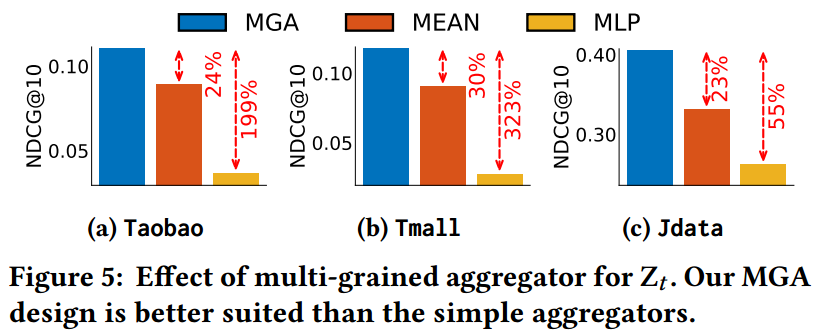 MGA MEAN MLP
NDCG@10
0.10
0.05
24%
199%
(a) Taobao
NDCG@10
0.10
0.05
30%
323%
(b) Tmall
NDCG@10
0.40
0.30
23%
55%
(c) Jdata
Figure 5: Effect of multi-grained aggregator for Zₜ. Our MGA
design is better suited than the simple aggregators.